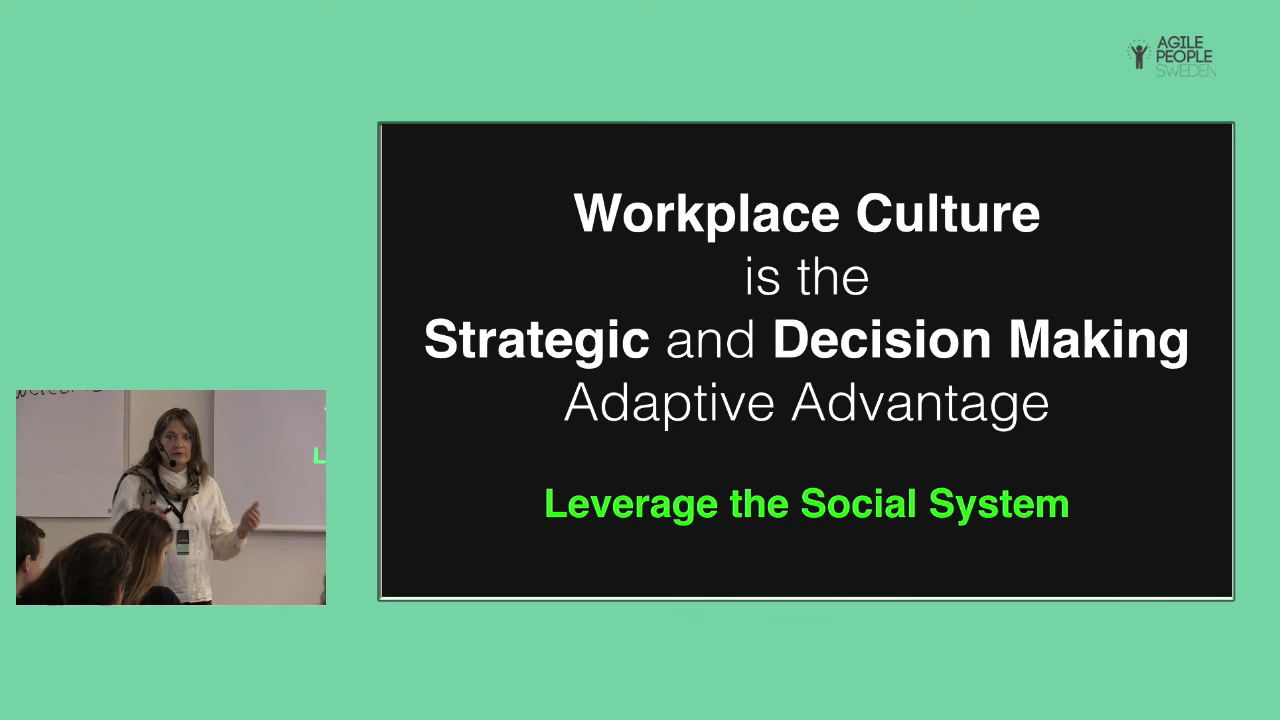 AGILE
PEOPLE
SWEDEN
Workplace Culture
is the
Strategic and Decision Making
Adaptive Advantage
Leverage the Social System
L